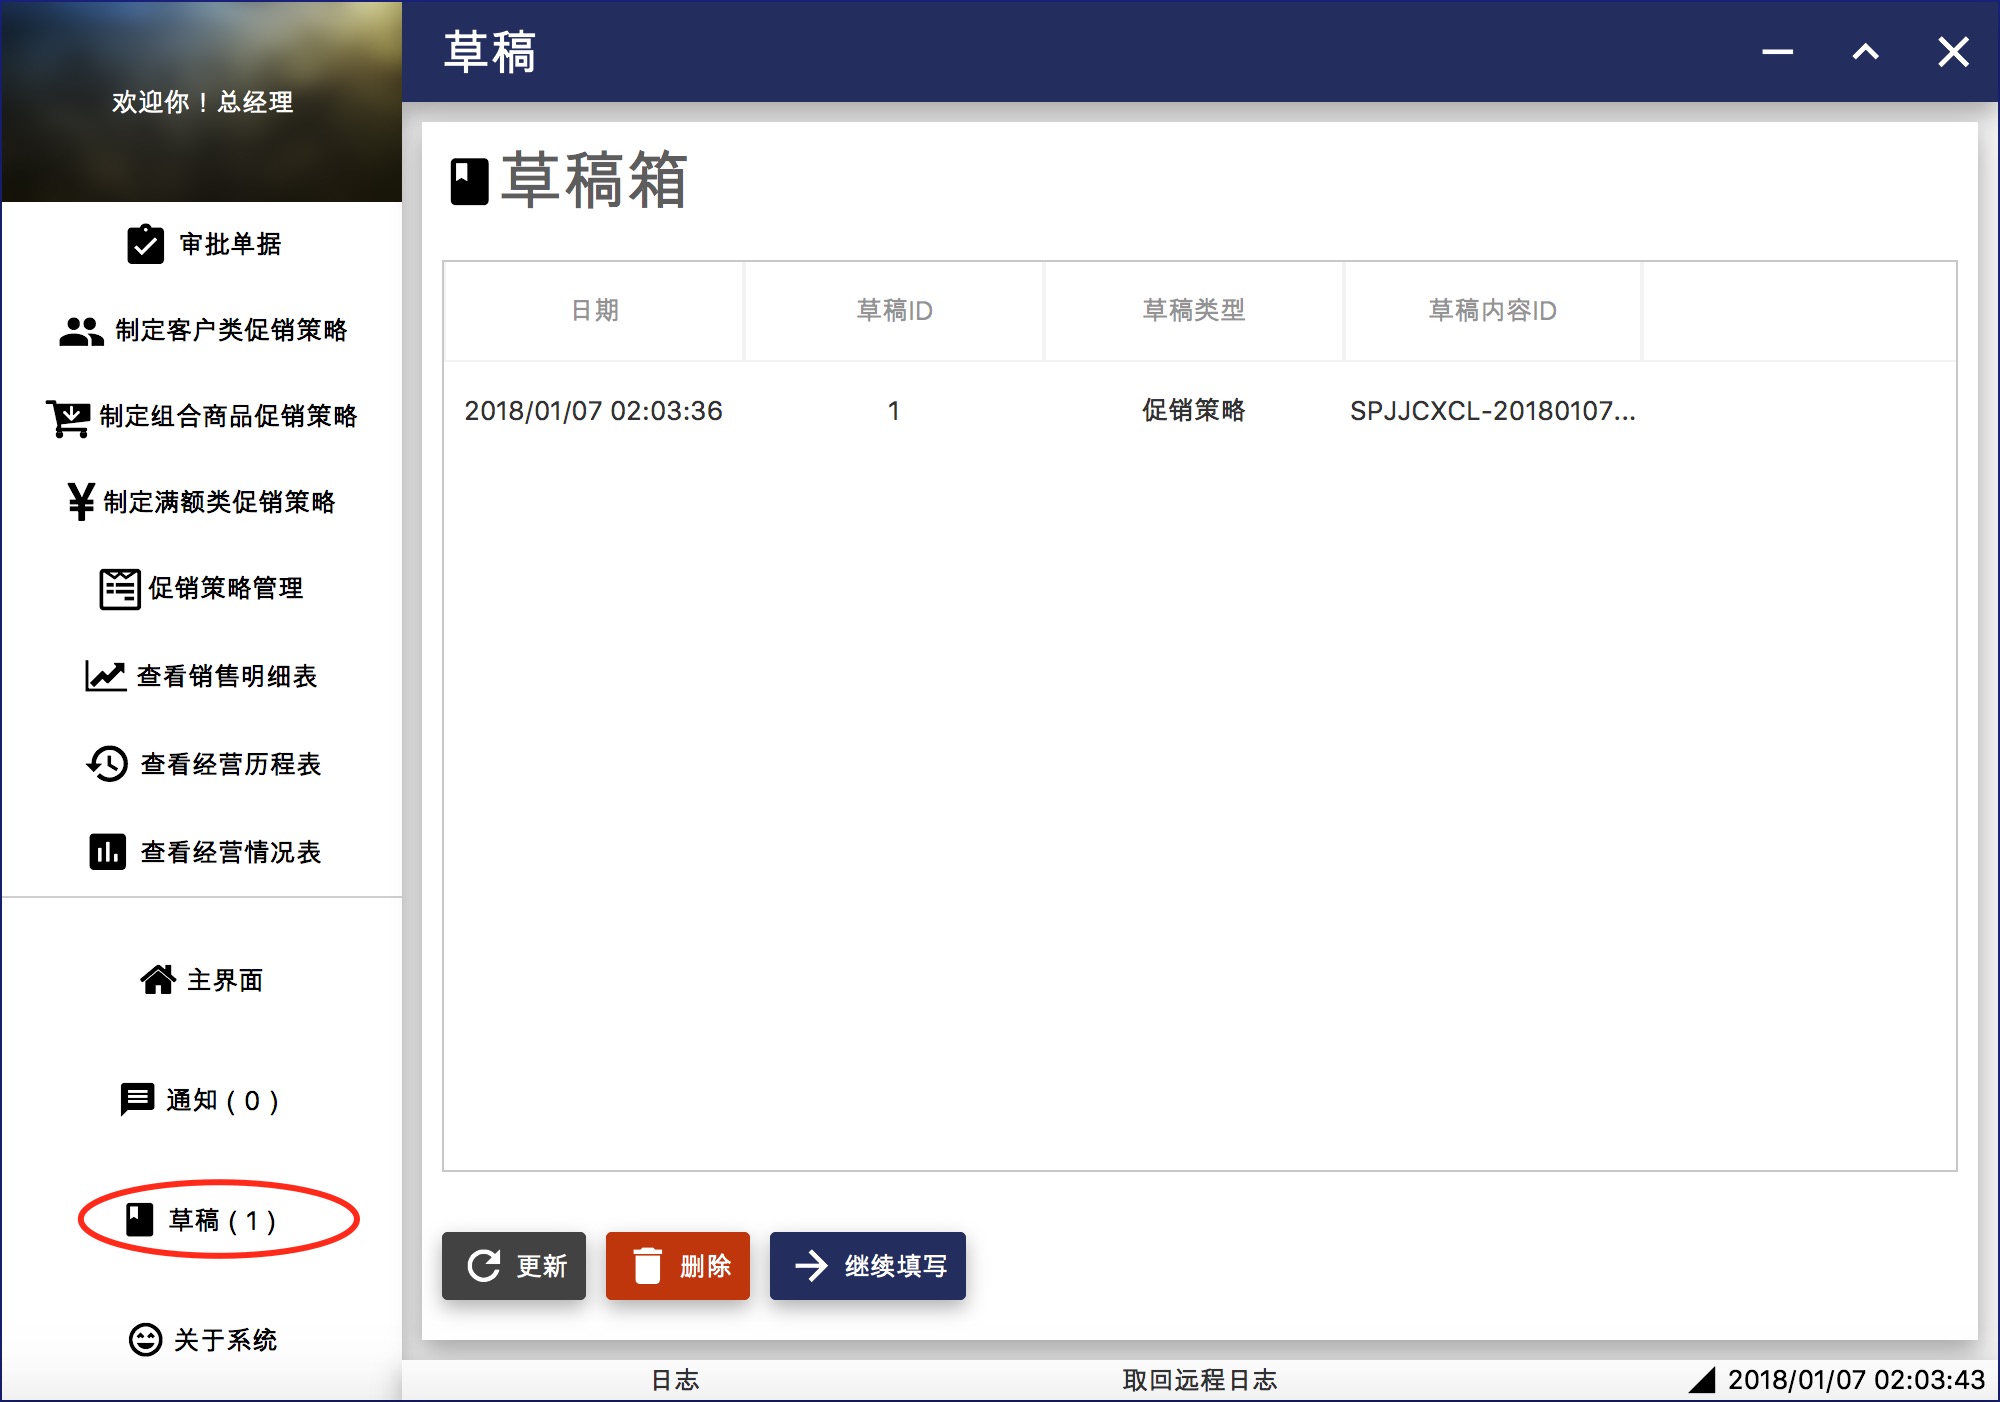 欢迎你！总经理
审批单据
制定客户类促销策略
制定组合商品促销策略
制定满额类促销策略
促销策略管理
查看销售明细表
查看经营历程表
查看经营情况表
主界面
通知 ( 0 )
草稿 ( 1 )
关于系统
草稿
草稿箱
日期 草稿ID 草稿类型 草稿内容ID
2018/01/07 02:03:36 1 促销策略 SPJJCXCL-20180107...
更新 删除 继续填写
日志 取回远程日志 2018/01/07 02:03:43